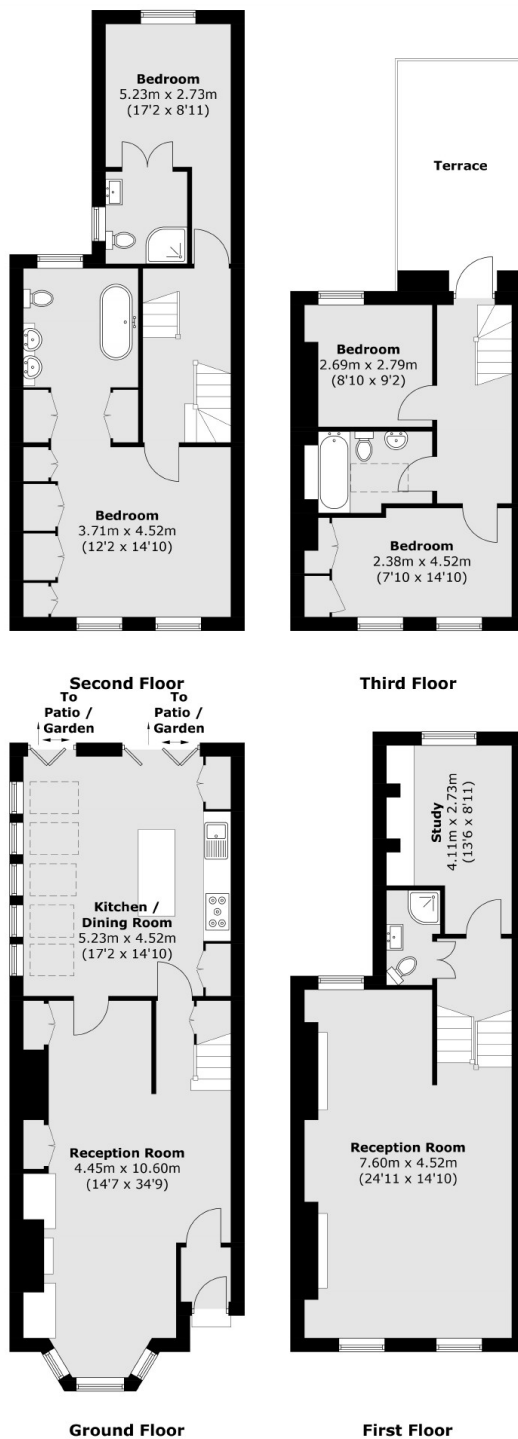 Bedroom
5.23m x 2.73m
(17'2 x 8'11)
Bedroom
3.71m x 4.52m
(12'2 x 14'10)
Second Floor
Terrace
Bedroom
2.69m x 2.79m
(8'10 x 9'2)
Bedroom
2.38m x 4.52m
(7'10 x 14'10)
Third Floor
To
Patio /
Garden
To
Patio /
Garden
Kitchen /
Dining Room
5.23m x 4.52m
(17'2 x 14'10)
Reception Room
4.45m x 10.60m
(14'7 x 34'9)
Ground Floor
Study
4.11m x 2.73m
(13'6 x 8'11)
Reception Room
7.60m x 4.52m
(24'11 x 14'10)
First Floor